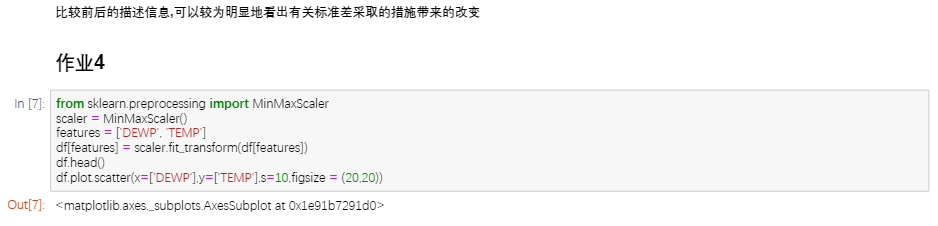 比较前后的描述信息,可以较为明显地看出有关标准差采取的措施带来的改变
作业4
In [7]: from sklearn.preprocessing import MinMaxScaler
scaler = MinMaxScaler()
features = ['DEWP', 'TEMP']
df[features] = scaler.fit_transform(df[features])
df.head()
df.plot.scatter(x=['DEWP'],y=['TEMP'],s=10,figsize = (20,20))
Out[7]: <matplotlib.axes._subplots.AxesSubplot at 0x1e91b7291d0>